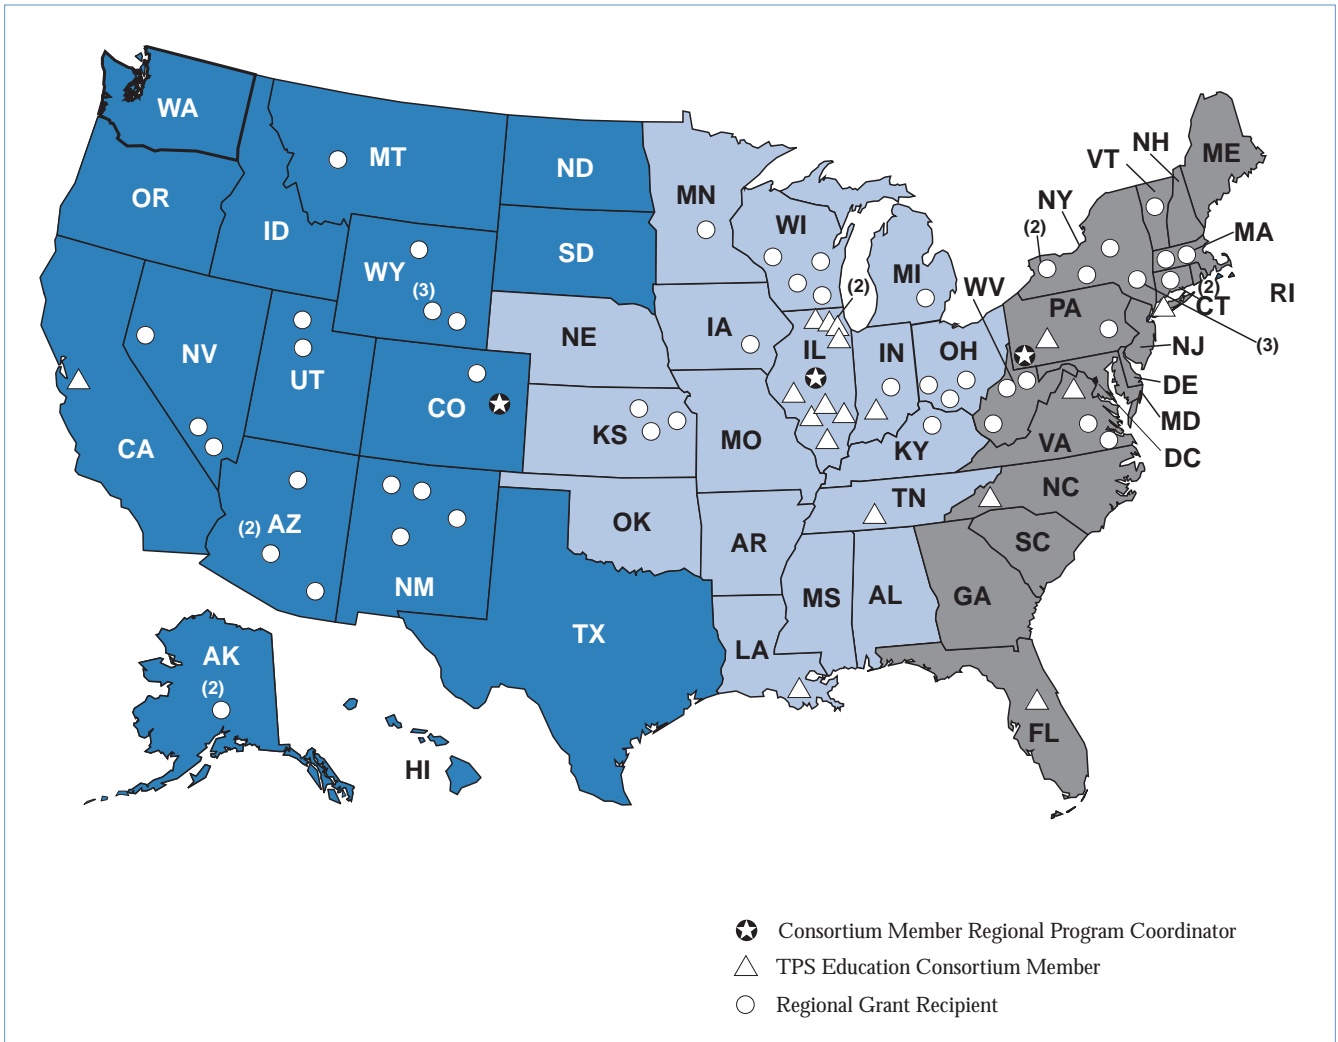 WA
MT
ND
OR
ID
SD
WY
(3)
MN
WI
MI
(2)
WV
NY
(2)
VT
NH
ME
MA
(2)
CT
RI
(3)
NJ
PA
DE
MD
DC
NE
IA
IL
IN
OH
NV
UT
CO
CA
KS
MO
KY
VA
TN
NC
(2) AZ
NM
OK
AR
SC
TX
MS
AL
GA
LA
FL
AK
(2)
HI
Consortium Member Regional Program Coordinator
TPS Education Consortium Member
Regional Grant Recipient